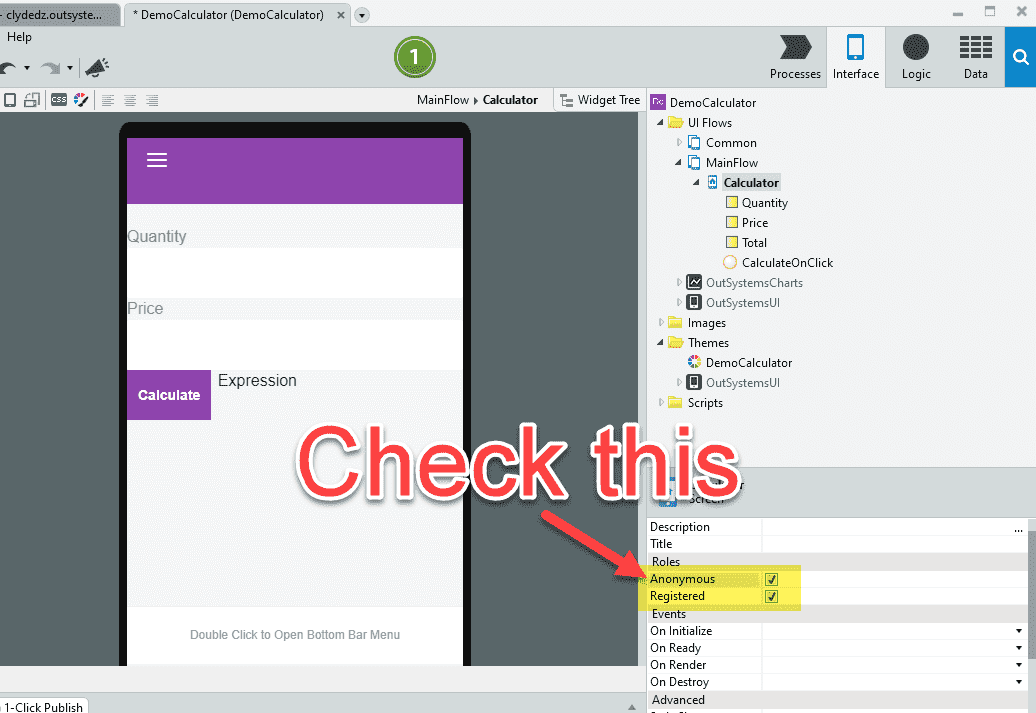 clydedz.outsyste...
* DemoCalculator (DemoCalculator)
Help
1
Processes
Interface
Logic
Data
css
MainFlow
Calculator
Widget Tree
Quantity
Price
Calculate
Expression
Double Click to Open Bottom Bar Menu
1-Click Publish
DemoCalculator
UI Flows
Common
MainFlow
Calculator
Quantity
Price
Total
CalculateOnClick
OutSystemsCharts
OutSystemsUI
Images
Themes
DemoCalculator
OutSystemsUI
Scripts
Check this
Screen
Description ...
Title
Roles
Anonymous
Registered
Events
On Initialize
On Ready
On Render
On Destroy
Advanced